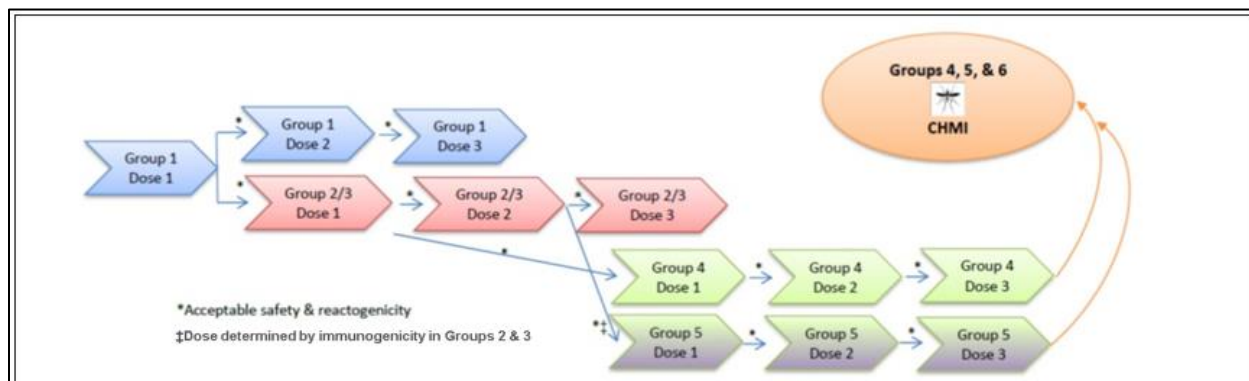 Groups 4, 5, & 6
CHMI
*
Group 1
Dose 2
*
Group 1
Dose 3
Group 1
Dose 1
*
Group 2/3
Dose 1
*
Group 2/3
Dose 2
*
Group 2/3
Dose 3
*
Group 4
Dose 1
*
Group 4
Dose 2
*
Group 4
Dose 3
*Acceptable safety & reactogenicity
‡Dose determined by immunogenicity in Groups 2 & 3
*‡
Group 5
Dose 1
*
Group 5
Dose 2
*
Group 5
Dose 3